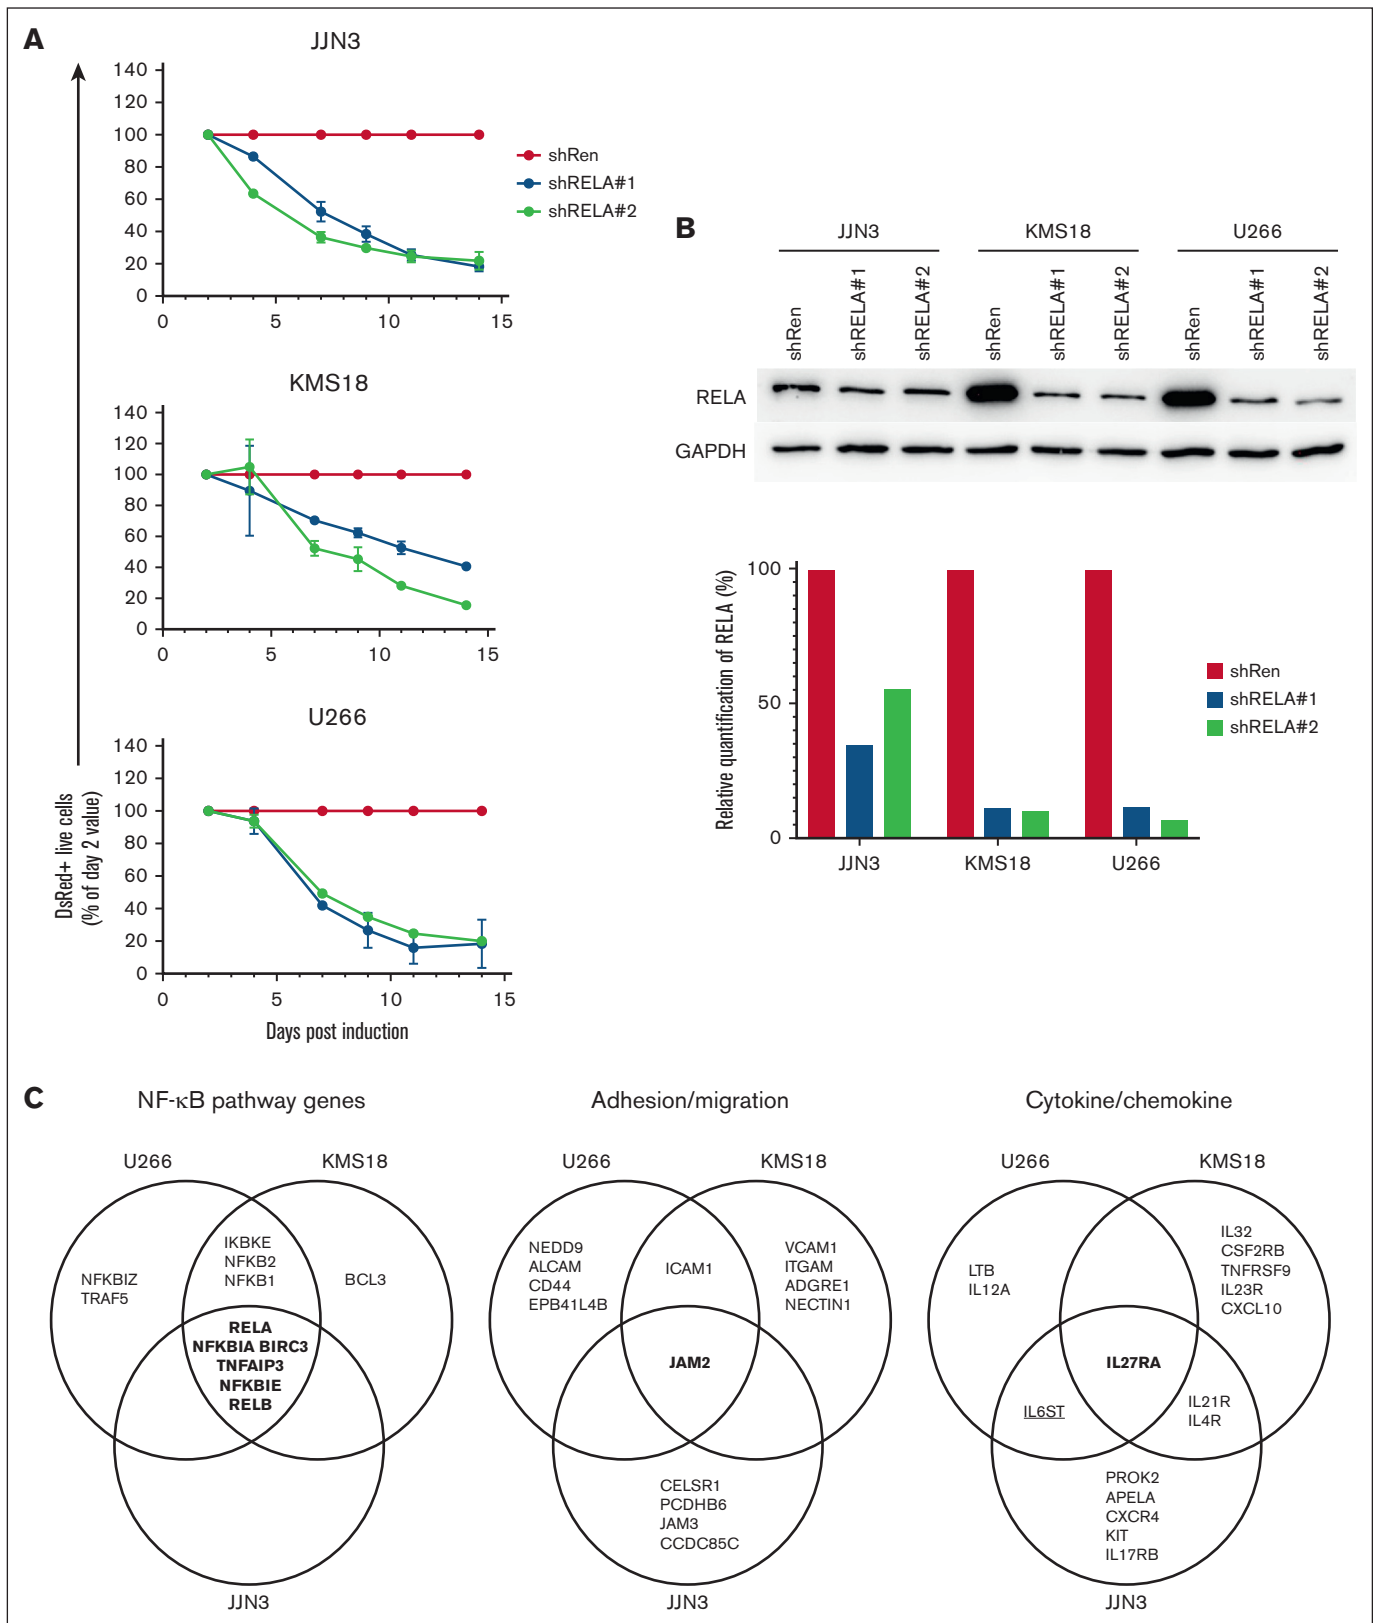 A
JJN3
140
120
100
80
60
40
20
0
0 5 10 15
shRen
shRELA#1
shRELA#2
KMS18
140
120
100
80
60
40
20
0
0 5 10 15
U266
140
120
100
80
60
40
20
0
0 5 10 15
DsRed+ live cells
(% of day 2 value)
Days post induction
B
JJN3 KMS18 U266
shRen shRELA#1 shRELA#2 shRen shRELA#1 shRELA#2 shRen shRELA#1 shRELA#2
RELA
GAPDH
Relative quantification of RELA (%)
100
50
0
JJN3 KMS18 U266
shRen
shRELA#1
shRELA#2
C
NF-κB pathway genes
U266 KMS18
NFKBIZ
TRAF5
IKBKE
NFKB2
NFKB1
BCL3
RELA
NFKBIA BIRC3
TNFAIP3
NFKBIE
RELB
JJN3
Adhesion/migration
U266 KMS18
NEDD9
ALCAM
CD44
EPB41L4B
ICAM1
VCAM1
ITGAM
ADGRE1
NECTIN1
JAM2
CELSR1
PCDHB6
JAM3
CCDC85C
JJN3
Cytokine/chemokine
U266 KMS18
LTB
IL12A
IL32
CSF2RB
TNFRSF9
IL23R
CXCL10
IL27RA
IL6ST
IL21R
IL4R
PROK2
APELA
CXCR4
KIT
IL17RB
JJN3